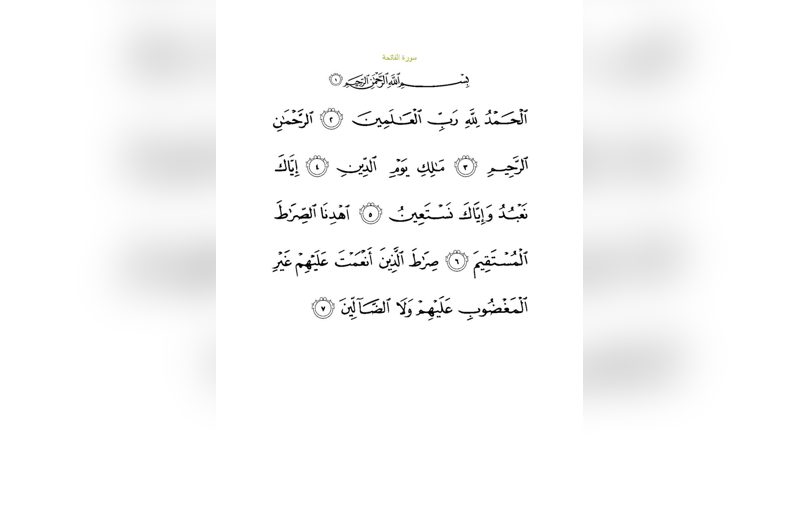 سورة الفاتحة
بِسْمِ ٱللَّهِ ٱلرَّحْمَٰنِ ٱلرَّحِيمِ ١
ٱلْحَمْدُ لِلَّهِ رَبِّ ٱلْعَٰلَمِينَ ٢ ٱلرَّحْمَٰنِ
ٱلرَّحِيمِ ٣ مَٰلِكِ يَوْمِ ٱلدِّينِ ٤ إِيَّاكَ
نَعْبُدُ وَإِيَّاكَ نَسْتَعِينُ ٥ ٱهْدِنَا ٱلصِّرَٰطَ
ٱلْمُسْتَقِيمَ ٦ صِرَٰطَ ٱلَّذِينَ أَنْعَمْتَ عَلَيْهِمْ غَيْرِ
ٱلْمَغْضُوبِ عَلَيْهِمْ وَلَا ٱلضَّآلِّينَ ٧